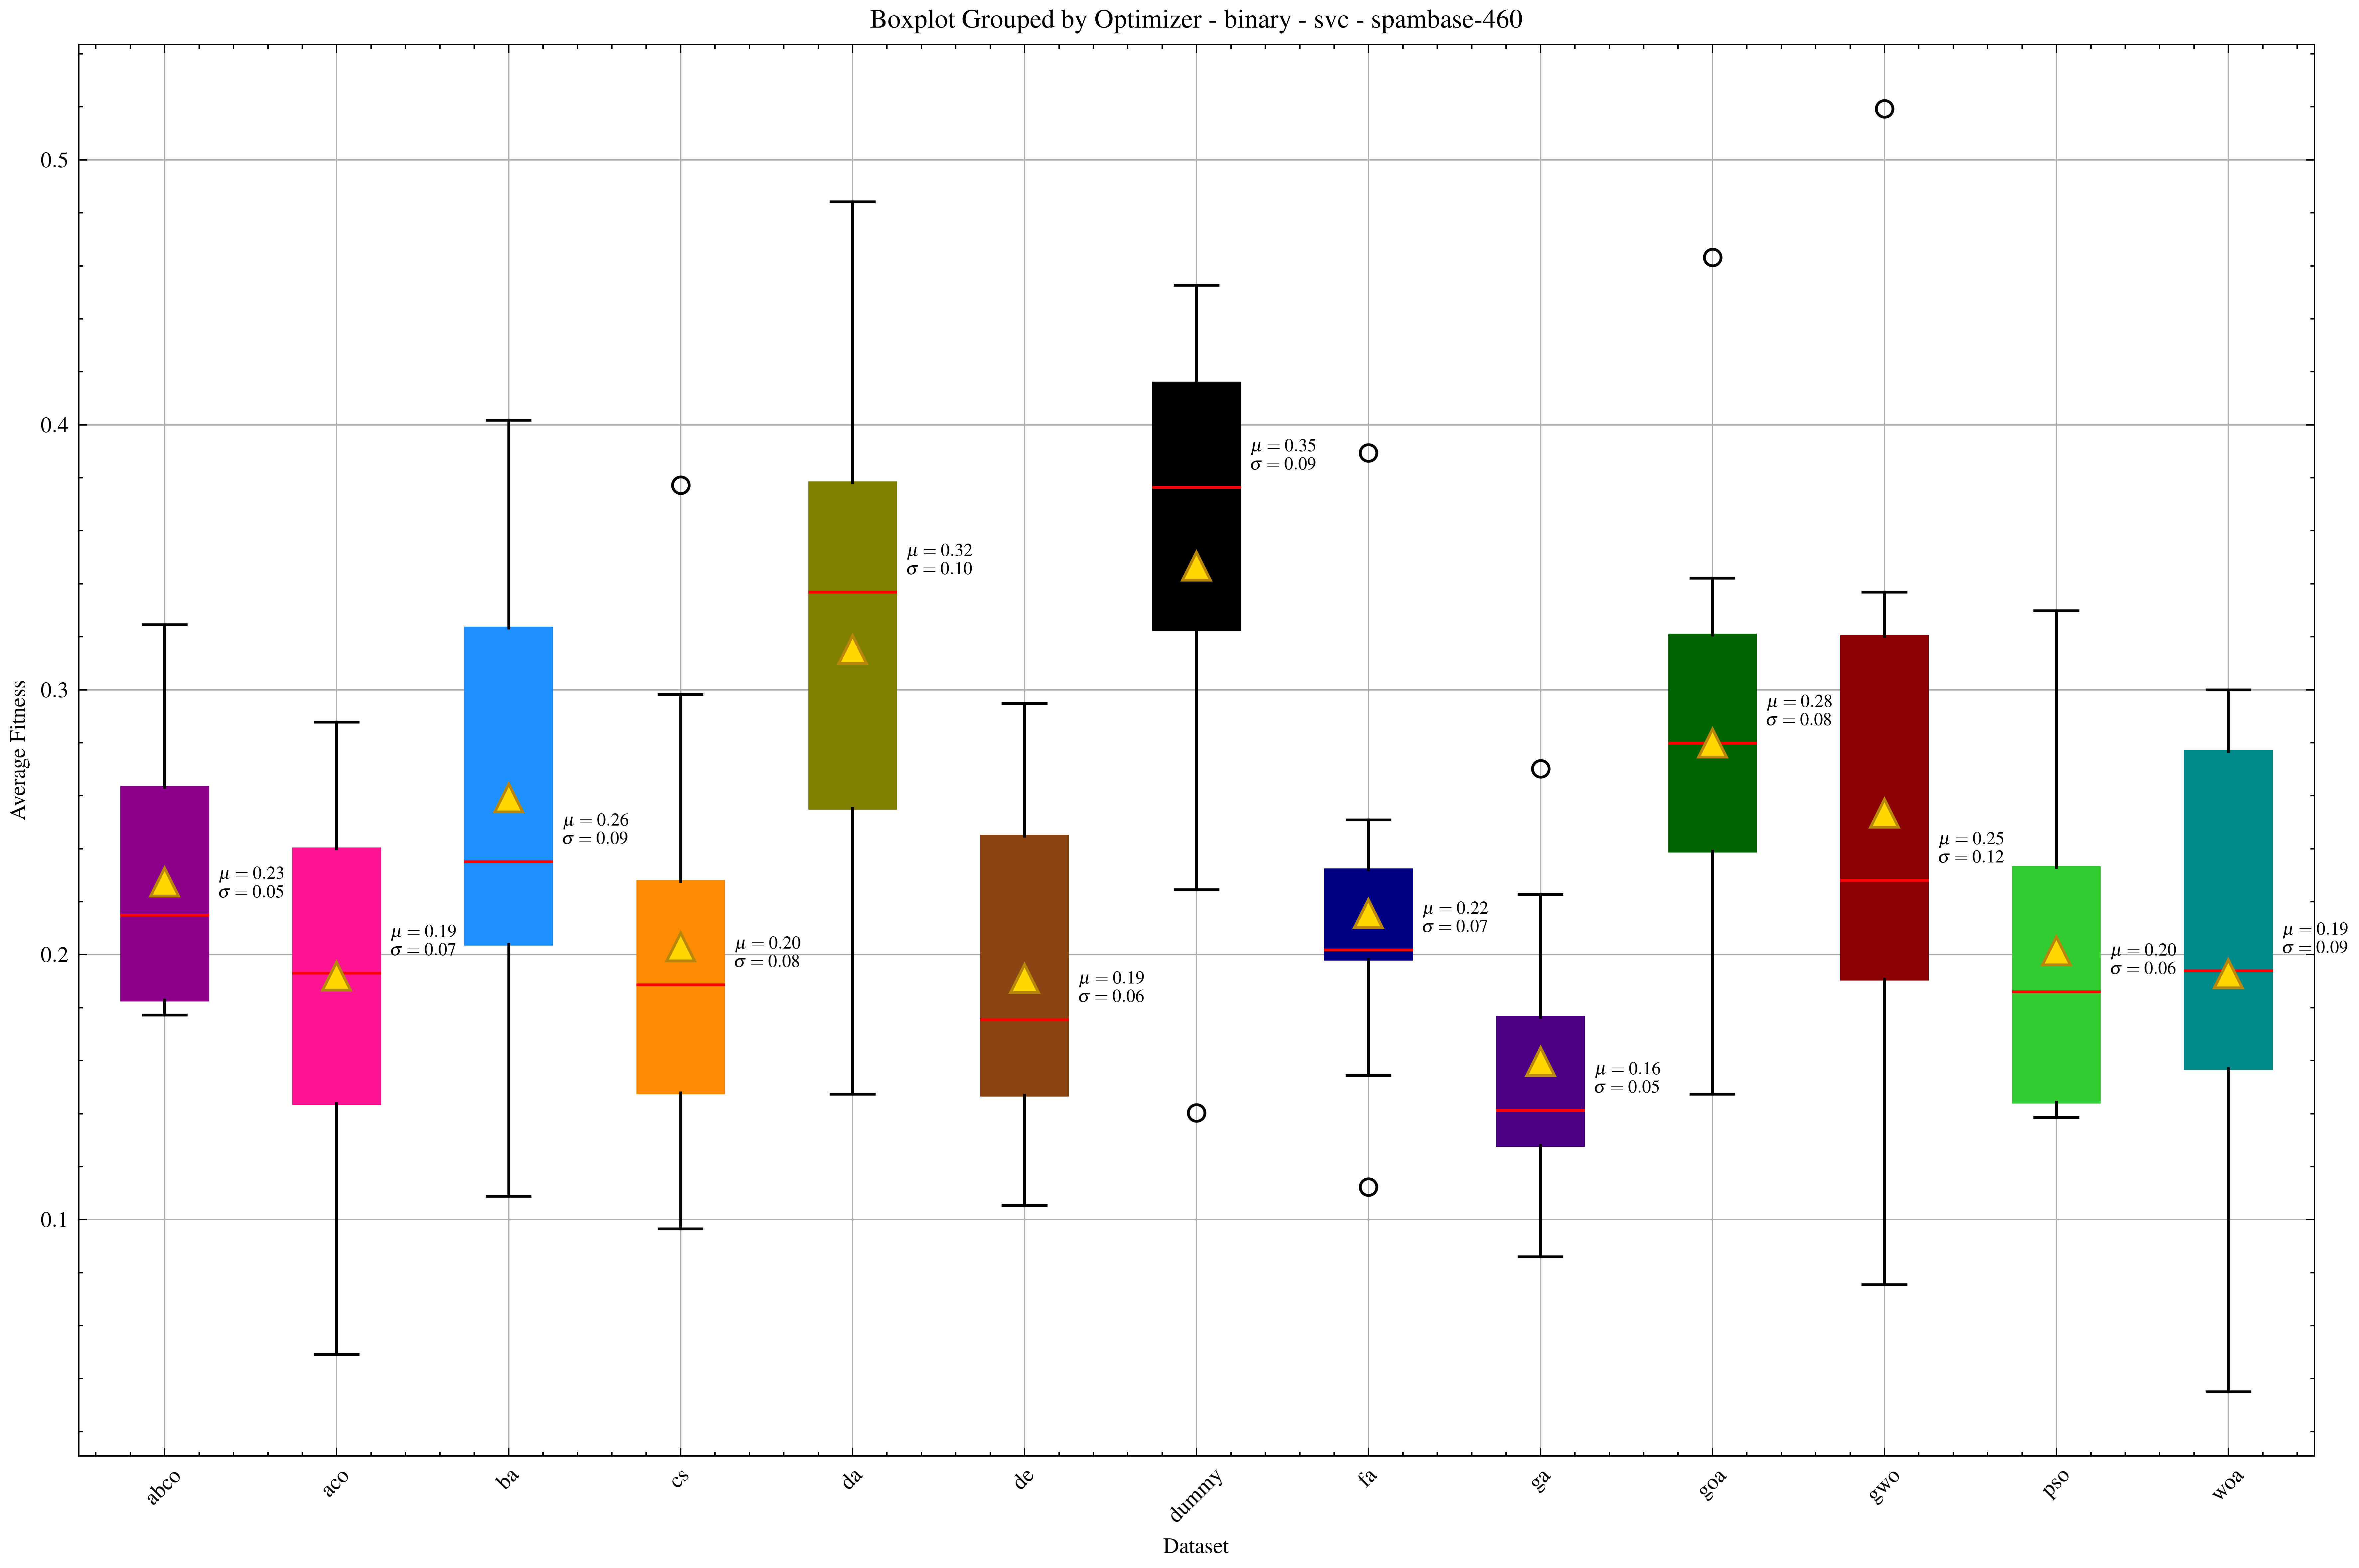 Boxplot Grouped by Optimizer - binary - svc - spambase-460
Average Fitness
0.5
0.4
0.3
0.2
0.1
μ = 0.23
σ = 0.05
μ = 0.19
σ = 0.07
μ = 0.26
σ = 0.09
μ = 0.20
σ = 0.08
μ = 0.32
σ = 0.10
μ = 0.19
σ = 0.06
μ = 0.35
σ = 0.09
μ = 0.22
σ = 0.07
μ = 0.16
σ = 0.05
μ = 0.28
σ = 0.08
μ = 0.25
σ = 0.12
μ = 0.20
σ = 0.06
μ = 0.19
σ = 0.09
abco
aco
ba
cs
da
de
dummy
fa
ga
goa
gwo
pso
woa
Dataset